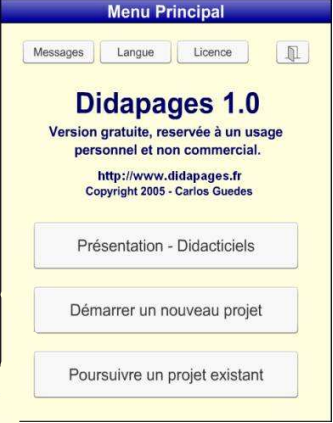 Menu Principal
Messages Langue Licence
Didapages 1.0
Version gratuite, reservée à un usage
personnel et non commercial.
http://www.didapages.fr
Copyright 2005 - Carlos Guedes
Présentation - Didacticiels
Démarrer un nouveau projet
Poursuivre un projet existant